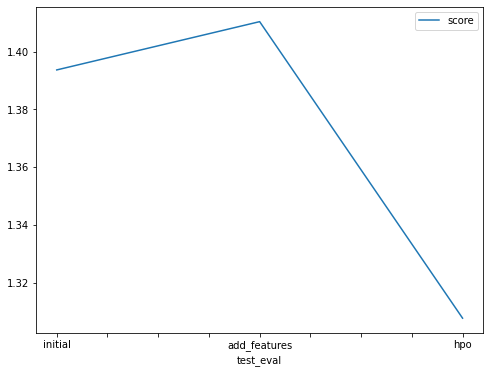 score
1.40
1.38
1.36
1.34
1.32
initial add_features hpo
test_eval